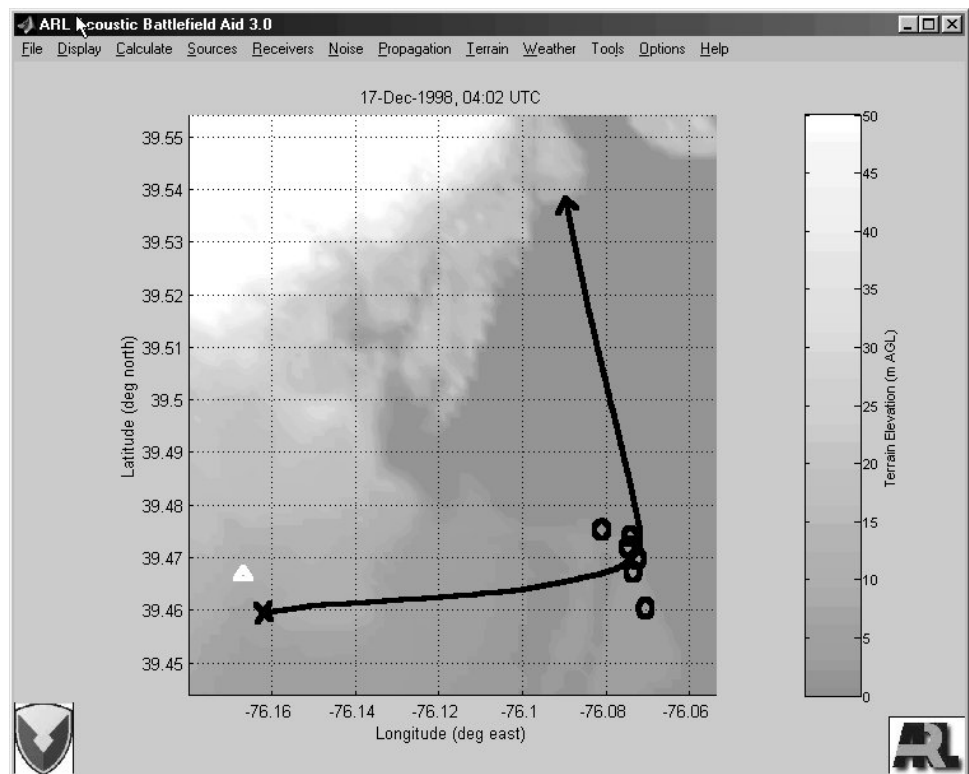 ARL Acoustic Battlefield Aid 3.0
File Display Calculate Sources Receivers Noise Propagation Terrain Weather Tools Options Help
17-Dec-1998, 04:02 UTC
39.55
39.54
39.53
39.52
39.51
39.5
39.49
39.48
39.47
39.46
39.45
Latitude (deg north)
-76.16 -76.14 -76.12 -76.1 -76.08 -76.06
Longitude (deg east)
50
45
40
35
30
25
20
15
10
5
0
Terrain Elevation (m AGL)
ARL